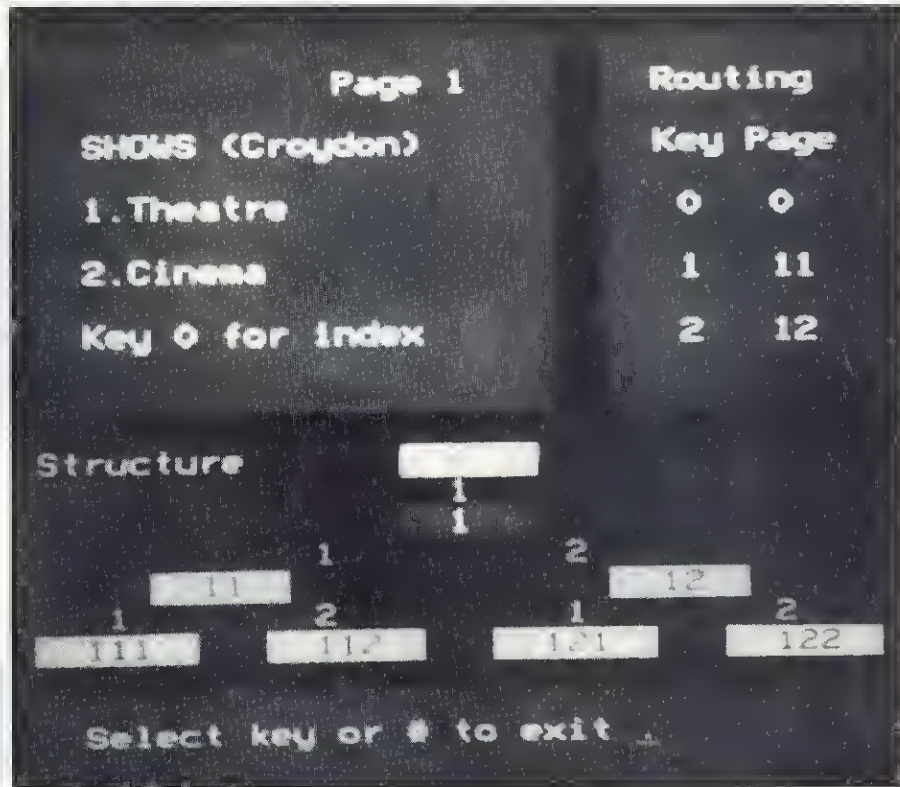 Page 1
SHOWS (Croydon)
1.Theatre
2.Cinema
Key 0 for index
Routing
Key Page
0 0
1 11
2 12
Structure
1
1
1 2
11 12
1 2 1 2
111 112 121 122
Select key or to exit